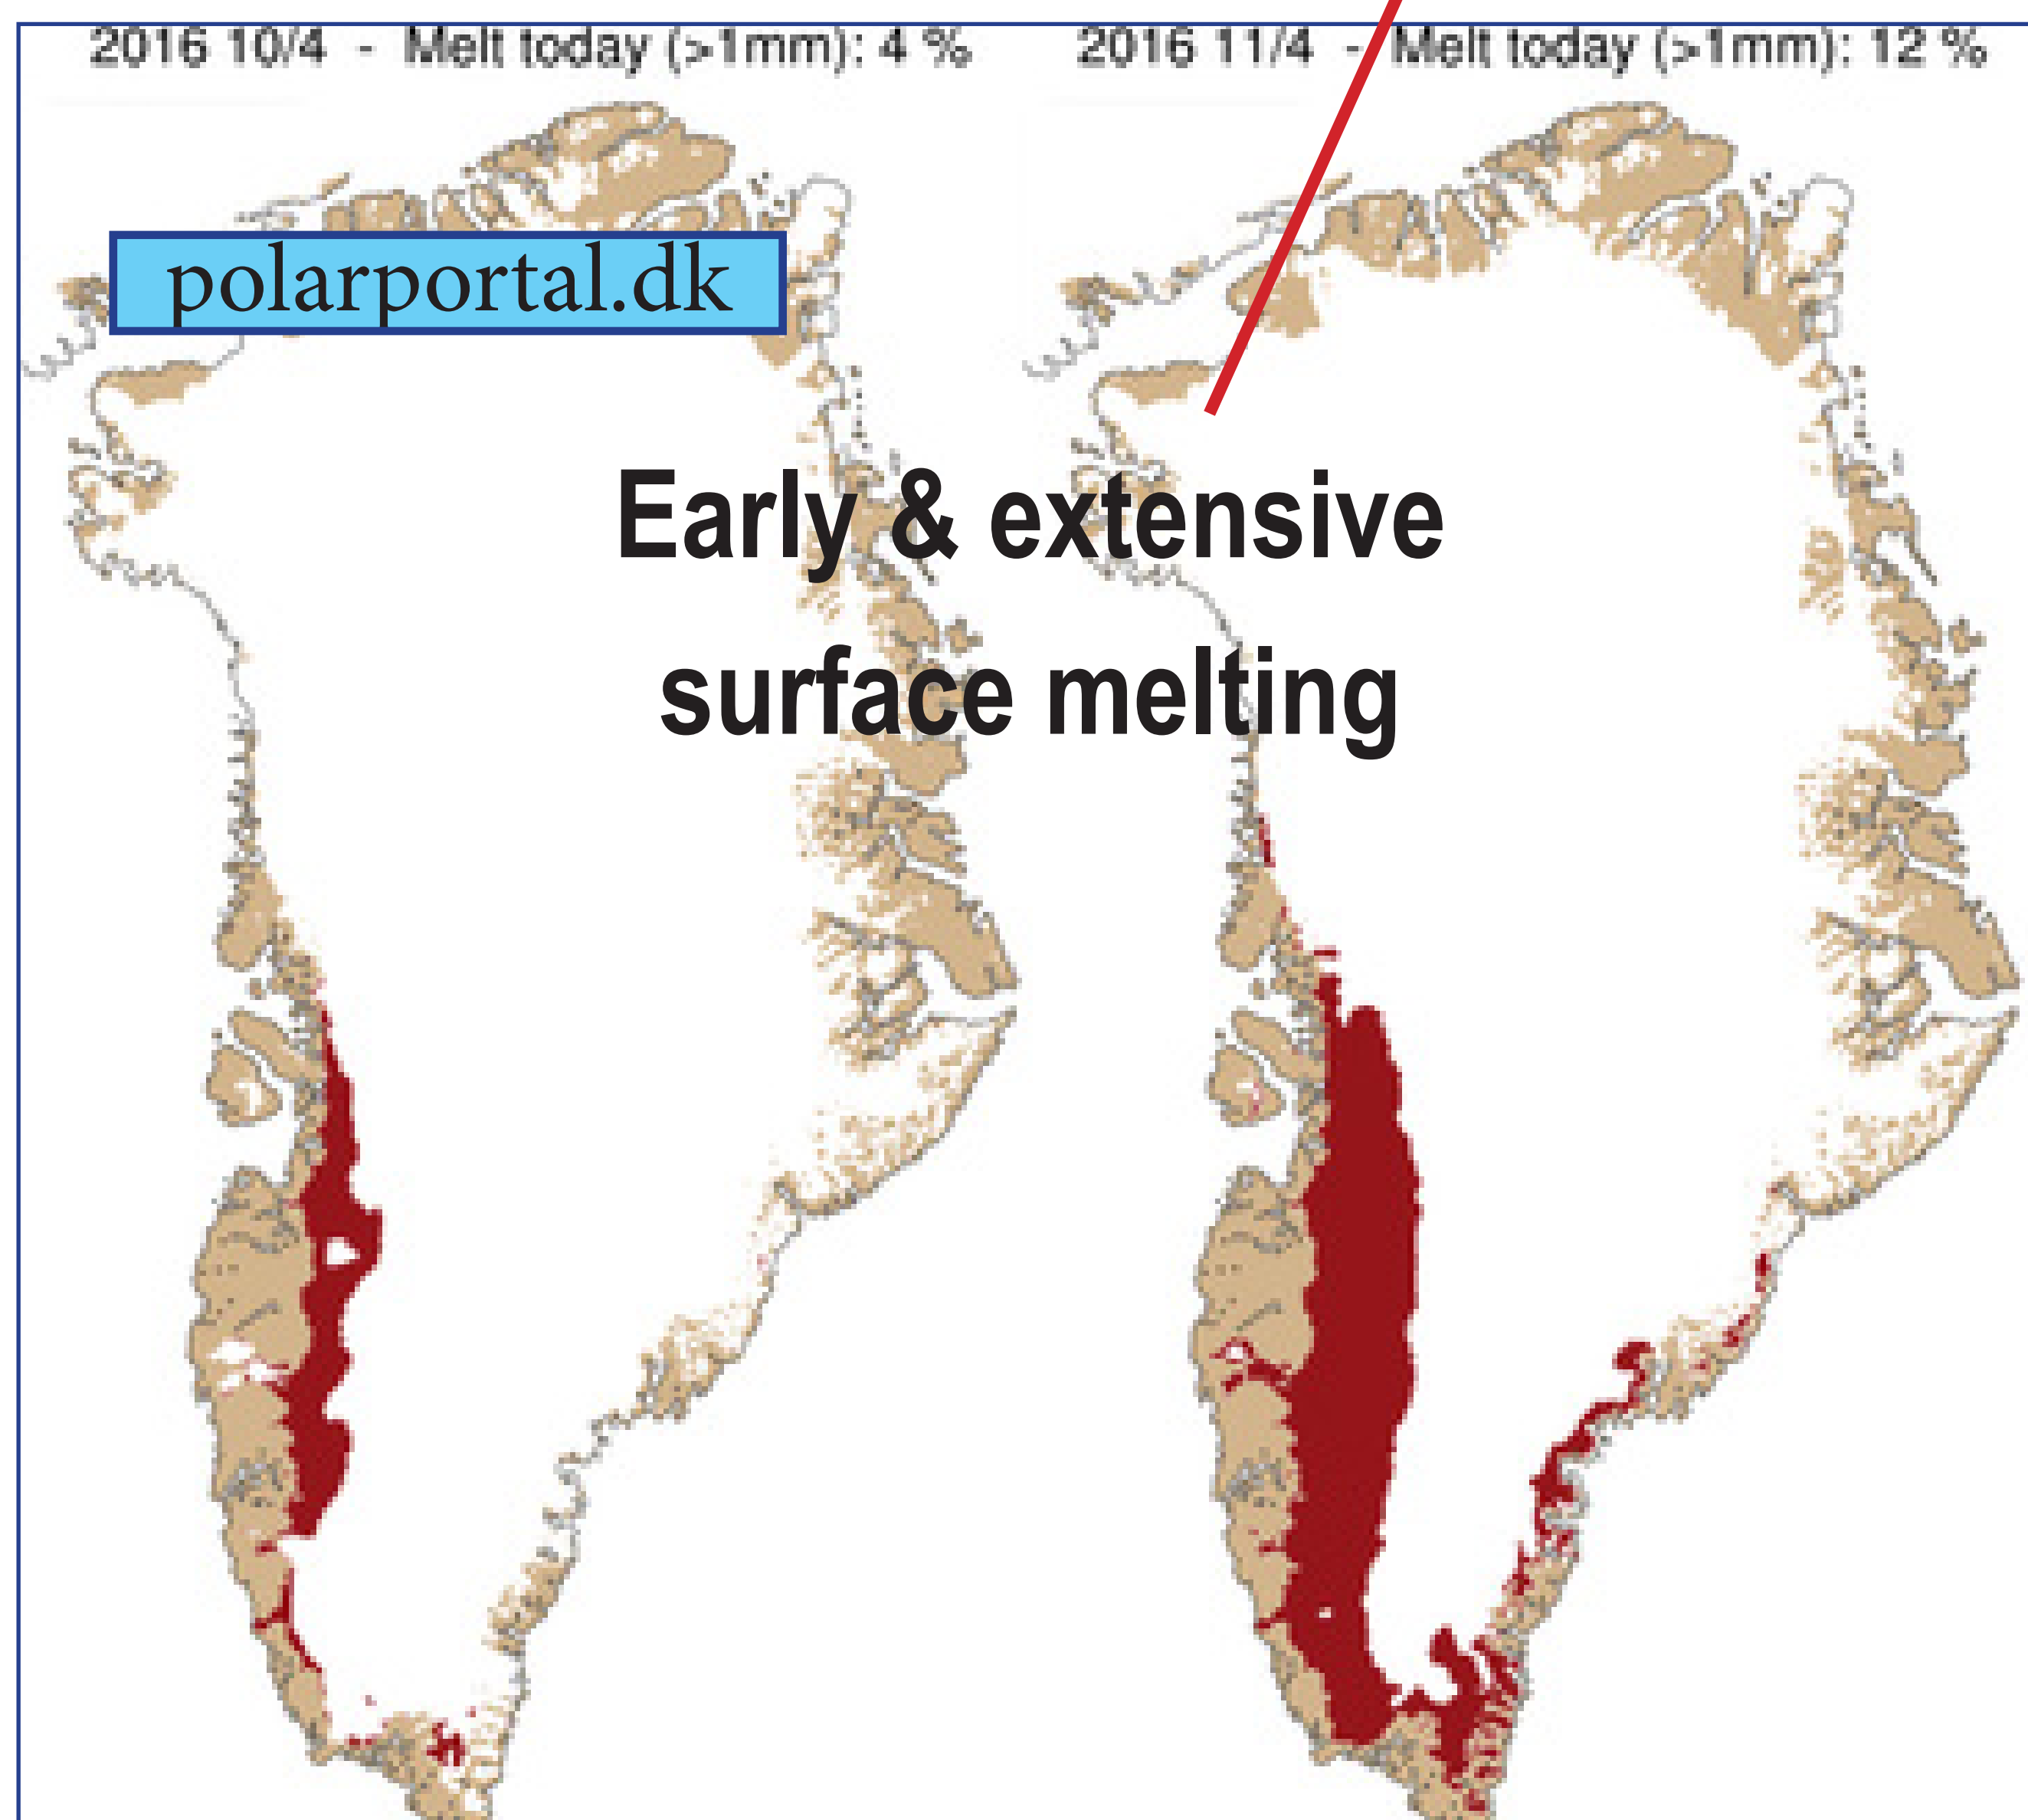 2016 10/4 - Melt today (>1mm): 4 %
2016 11/4 - Melt today (>1mm): 12 %
polarportal.dk
Early & extensive
surface melting